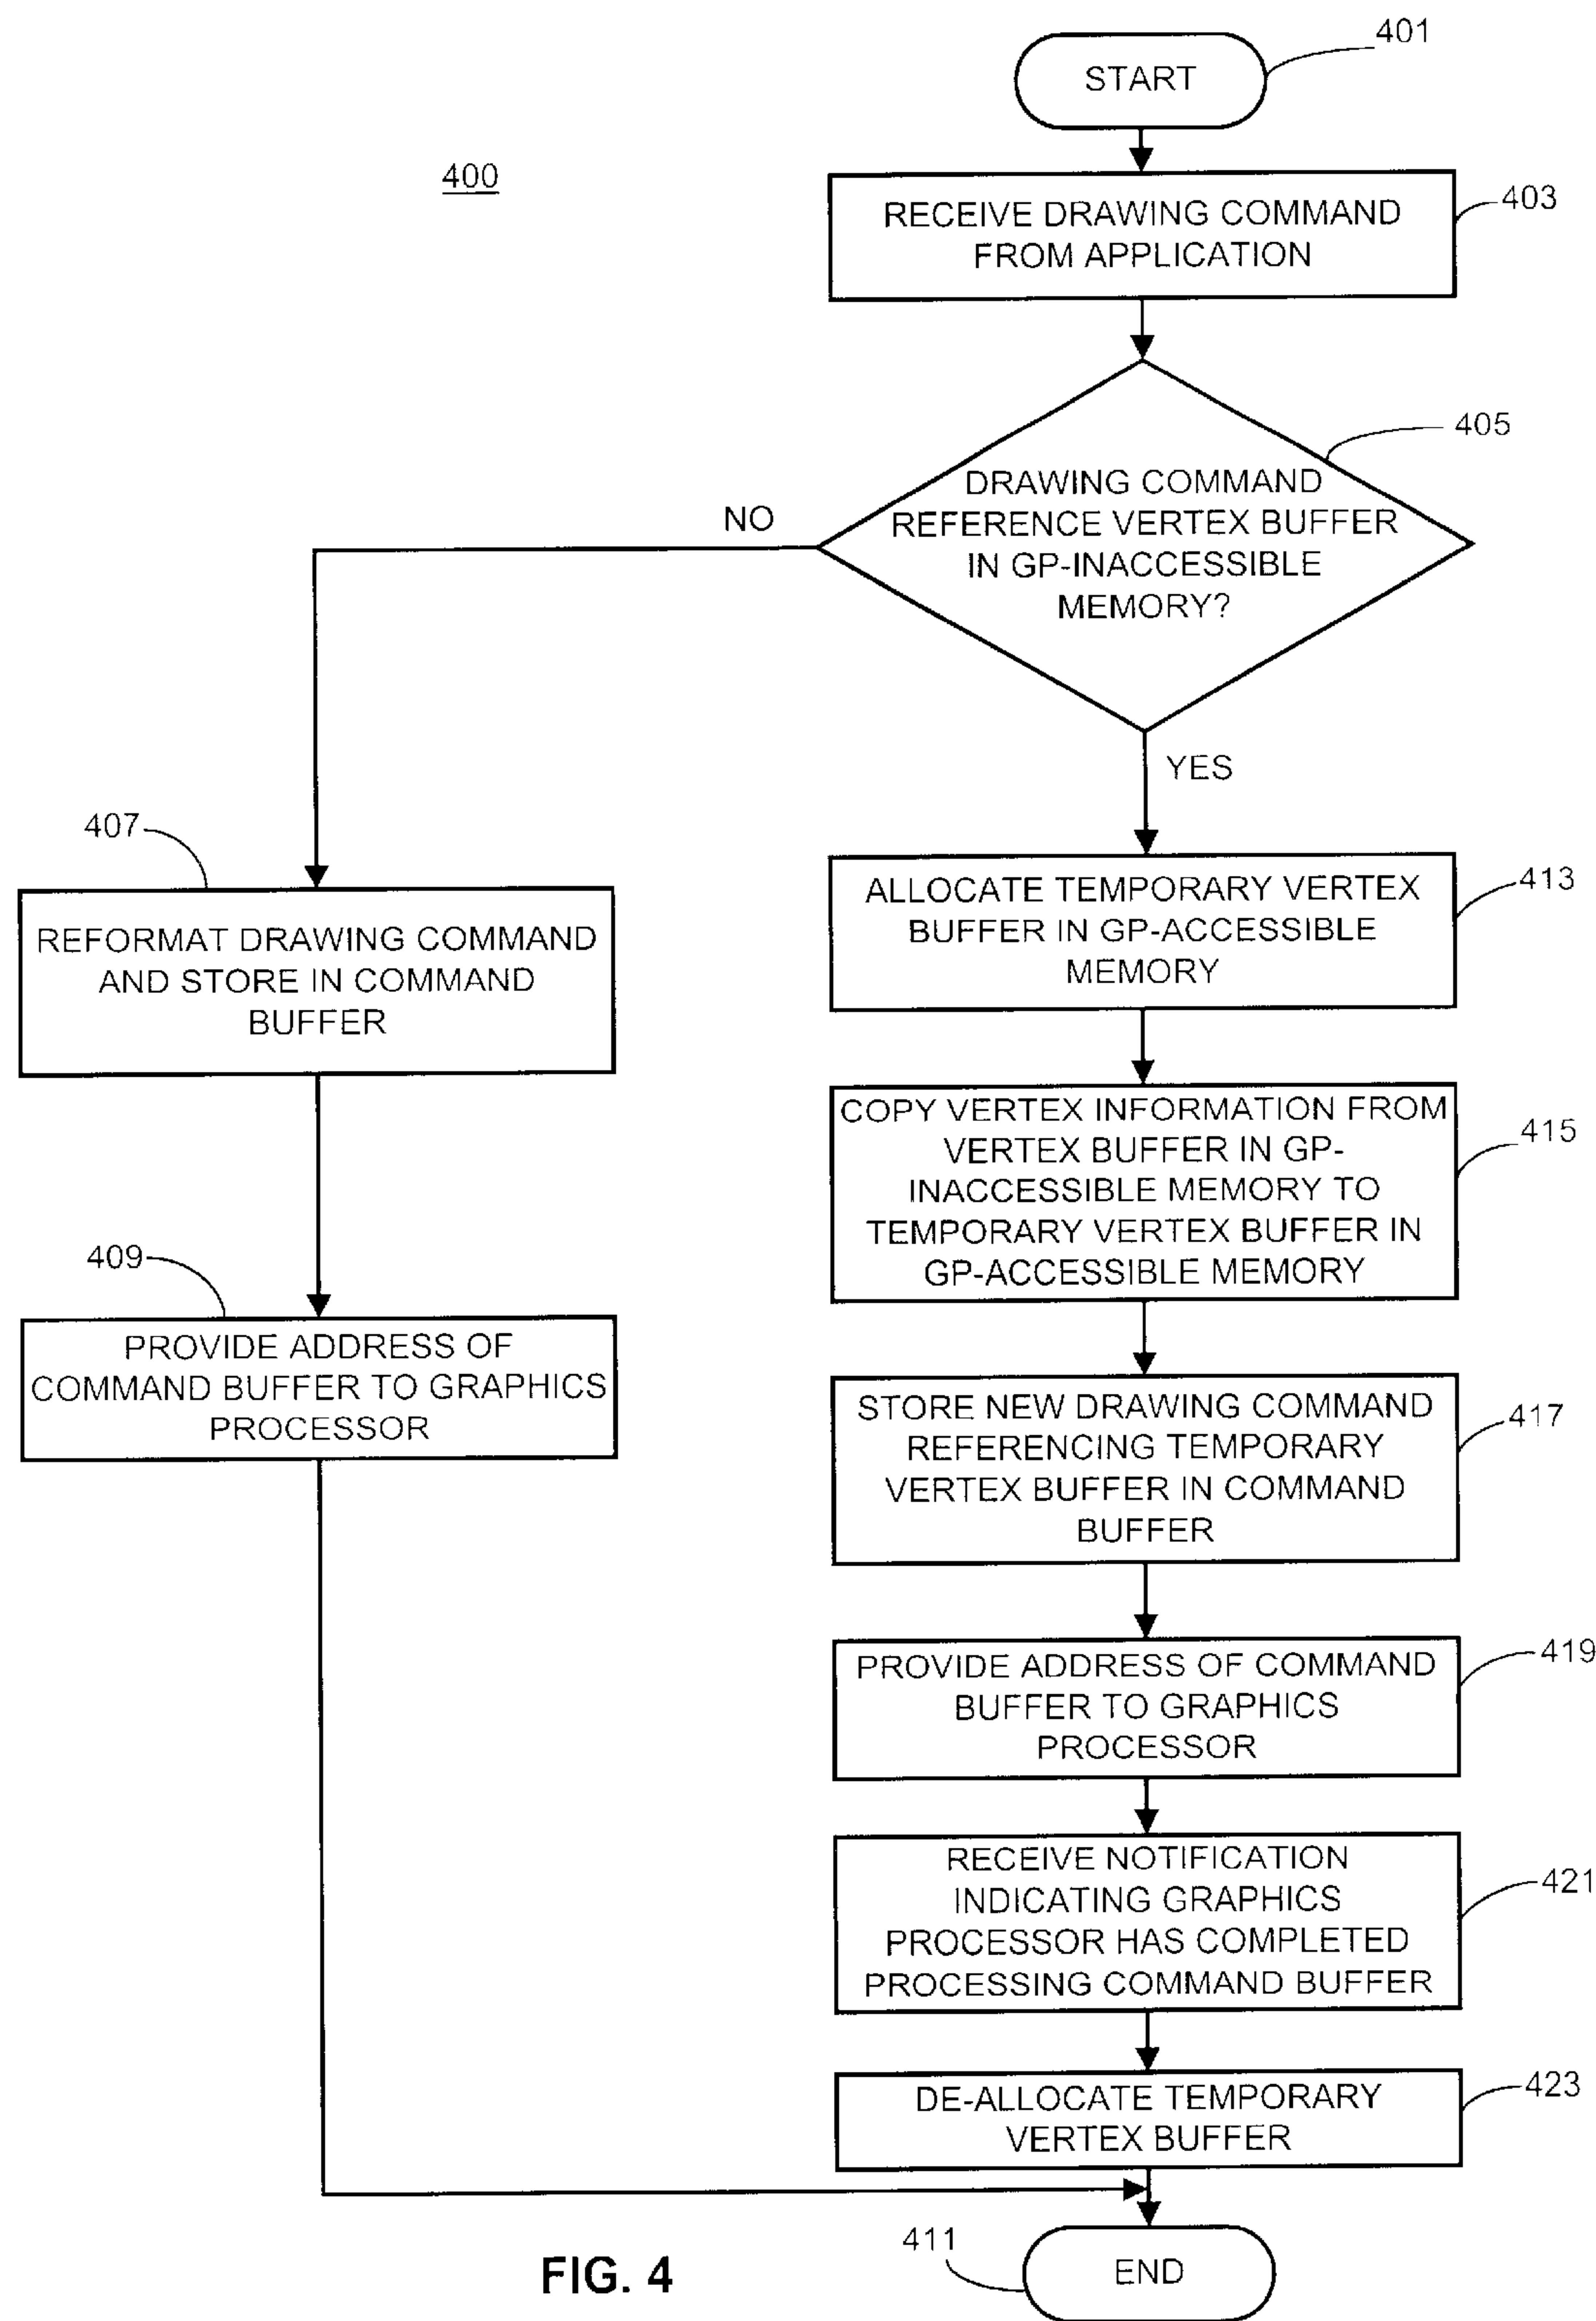 401
START
400
RECEIVE DRAWING COMMAND
FROM APPLICATION
403
405
DRAWING COMMAND
REFERENCE VERTEX BUFFER
IN GP-INACCESSIBLE
MEMORY?
NO
YES
407
REFORMAT DRAWING COMMAND
AND STORE IN COMMAND
BUFFER
409
PROVIDE ADDRESS OF
COMMAND BUFFER TO GRAPHICS
PROCESSOR
413
ALLOCATE TEMPORARY VERTEX
BUFFER IN GP-ACCESSIBLE
MEMORY
415
COPY VERTEX INFORMATION FROM
VERTEX BUFFER IN GP-
INACCESSIBLE MEMORY TO
TEMPORARY VERTEX BUFFER IN
GP-ACCESSIBLE MEMORY
417
STORE NEW DRAWING COMMAND
REFERENCING TEMPORARY
VERTEX BUFFER IN COMMAND
BUFFER
419
PROVIDE ADDRESS OF COMMAND
BUFFER TO GRAPHICS
PROCESSOR
421
RECEIVE NOTIFICATION
INDICATING GRAPHICS
PROCESSOR HAS COMPLETED
PROCESSING COMMAND BUFFER
423
DE-ALLOCATE TEMPORARY
VERTEX BUFFER
411
END
FIG. 4